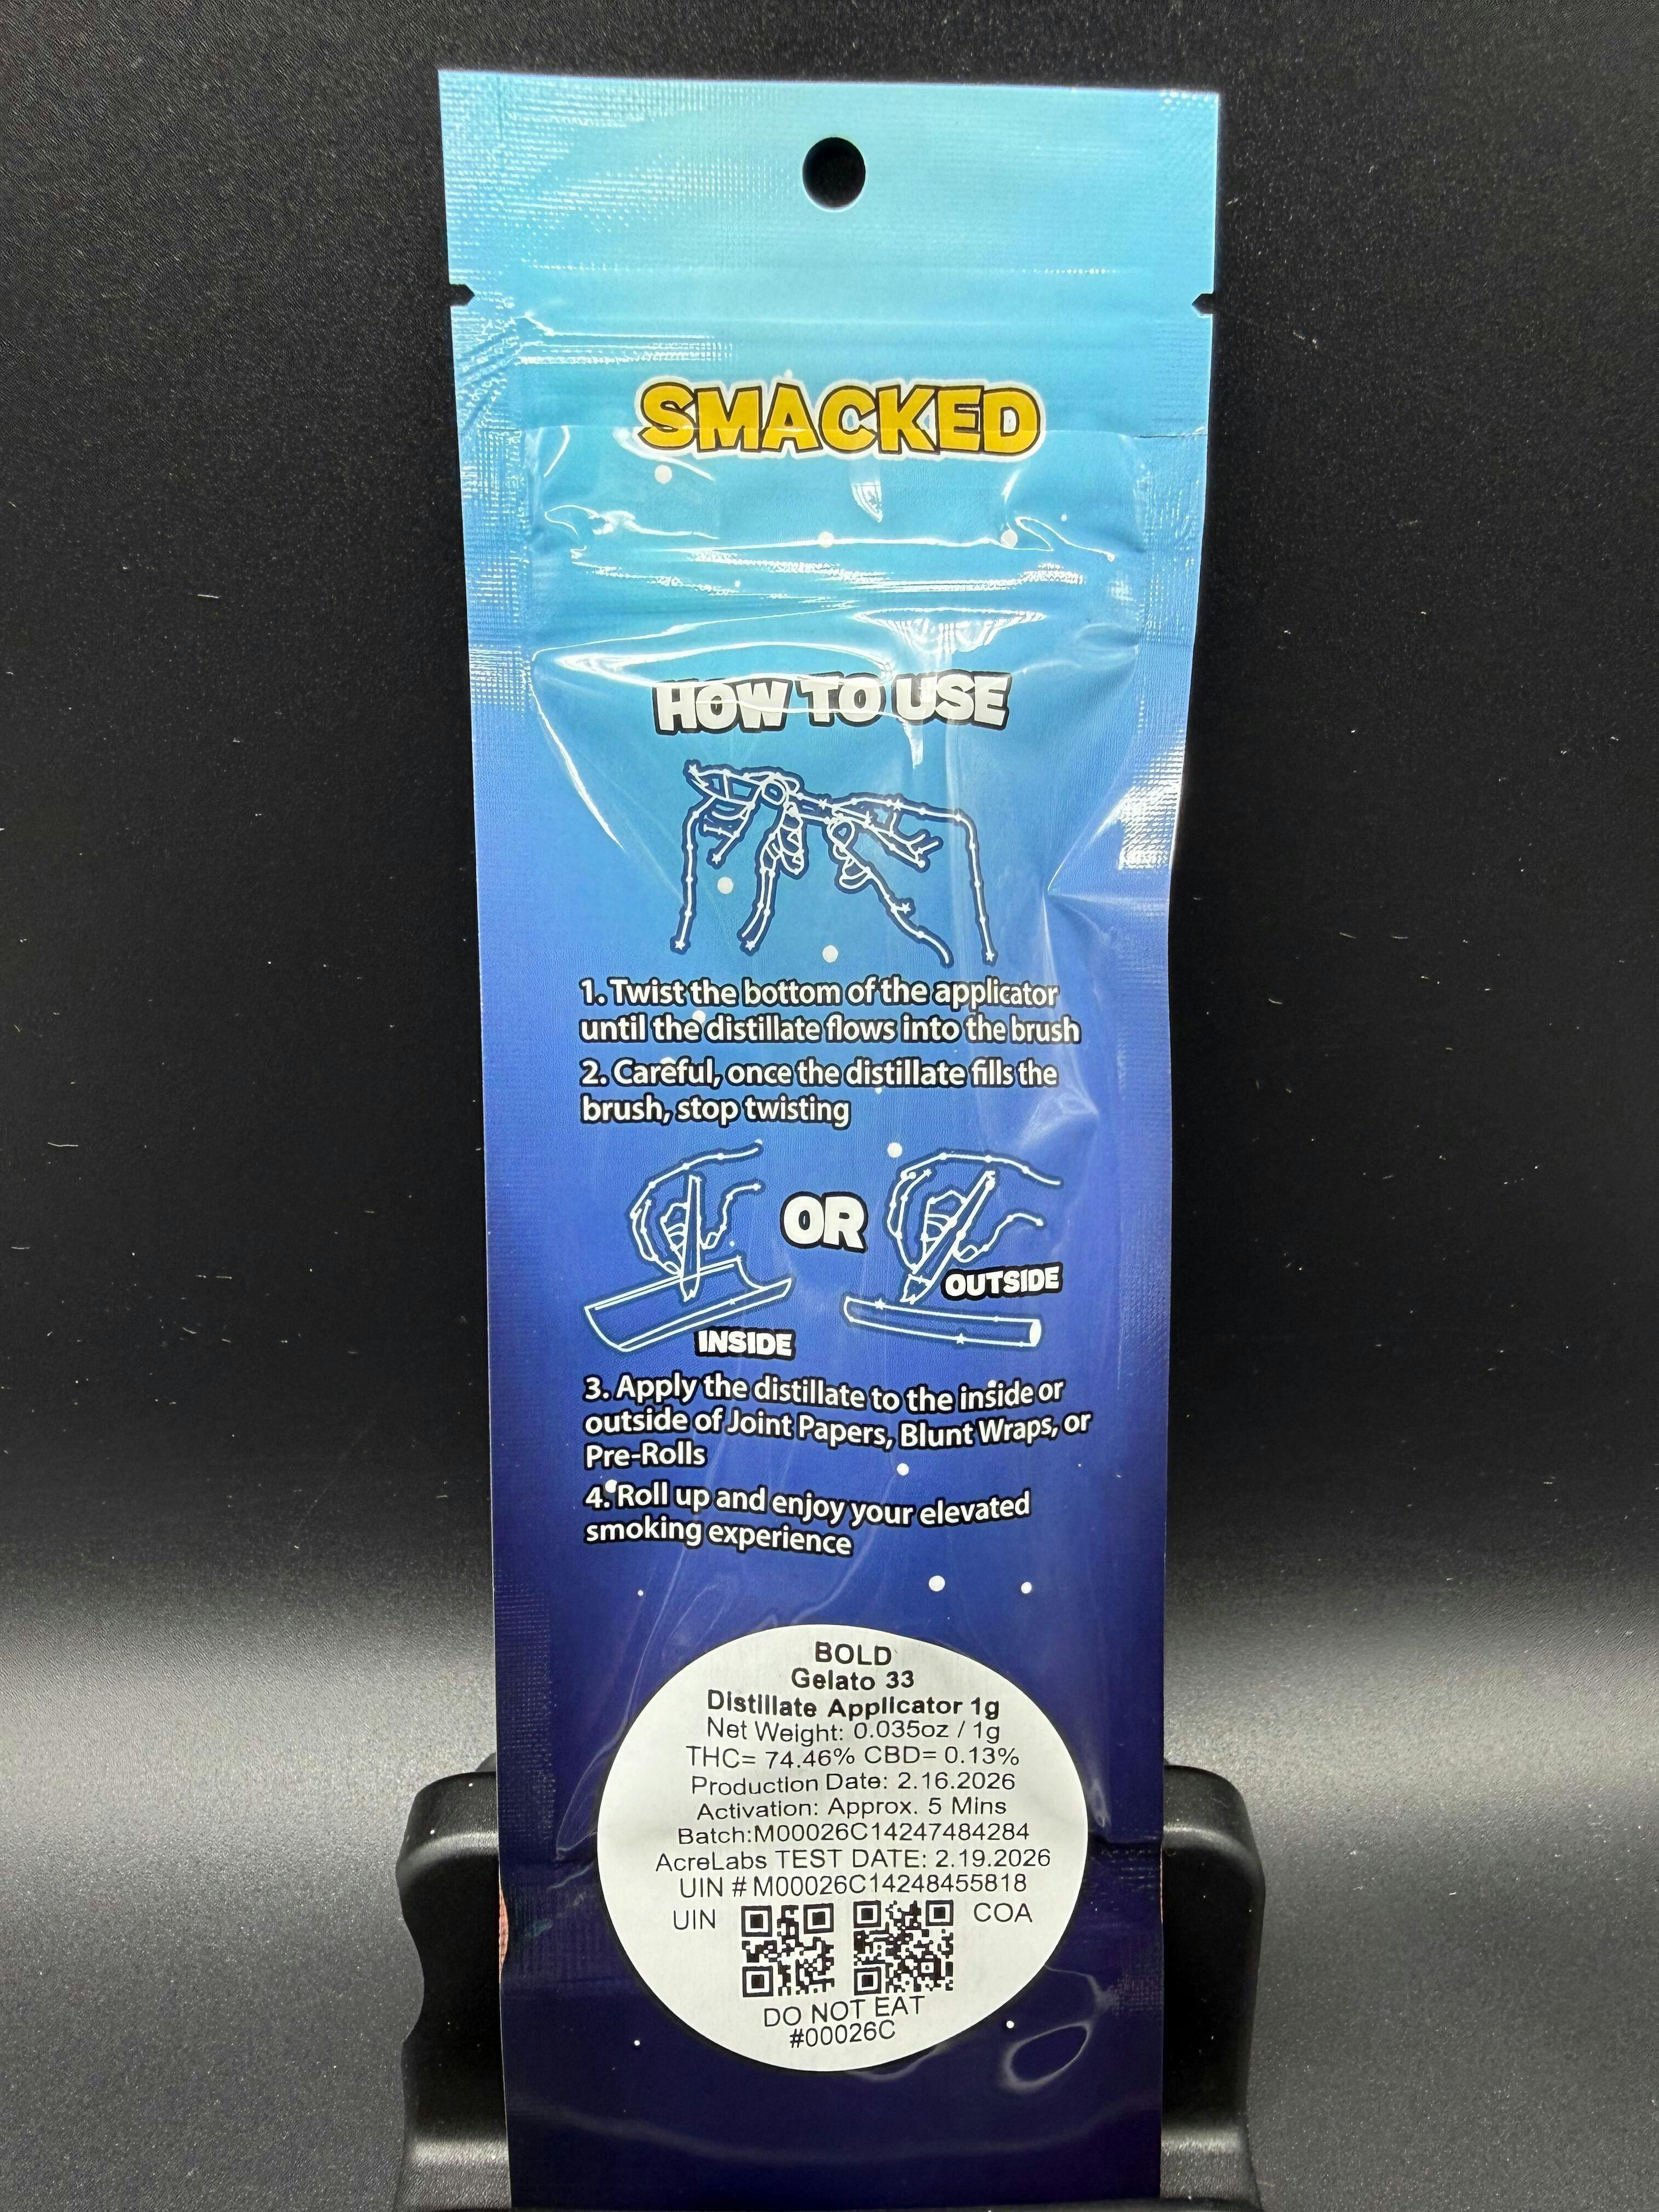 SMACKED
HOW TO USE
1. Twist the bottom of the applicator
until the distillate flows into the brush
2. Careful, once the distillate fills the
brush, stop twisting
OR
OUTSIDE
INSIDE
3. Apply the distillate to the inside or
outside of Joint Papers, Blunt Wraps, or
Pre-Rolls
4. Roll up and enjoy your elevated
smoking experience
BOLD
Gelato 33
Distillate Applicator 1g
Net Weight: 0.035oz / 1g
THC= 74.46% CBD= 0.13%
Production Date: 2.16.2026
Activation: Approx. 5 Mins
Batch:M00026C14247484284
AcreLabs TEST DATE: 2.19.2026
UIN # M00026C14248455818
UIN COA
DO NOT EAT
#00026C